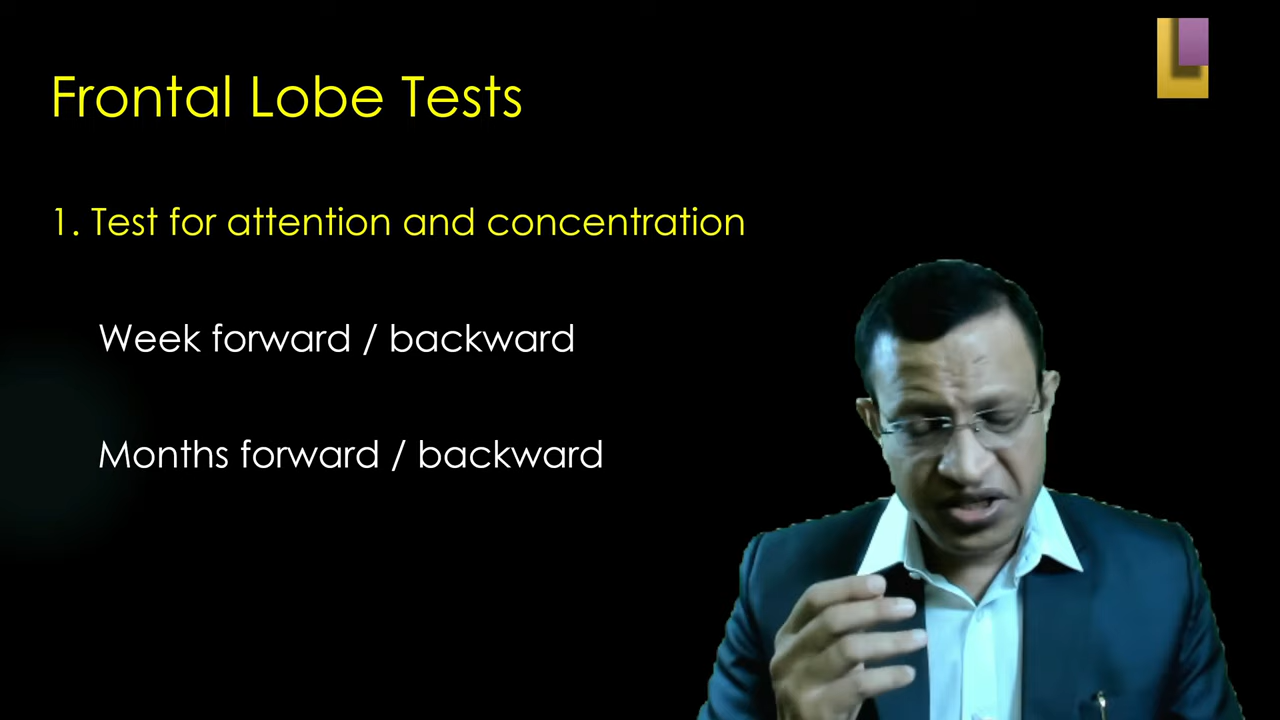 Frontal Lobe Tests
1. Test for attention and concentration
Week forward / backward
Months forward / backward